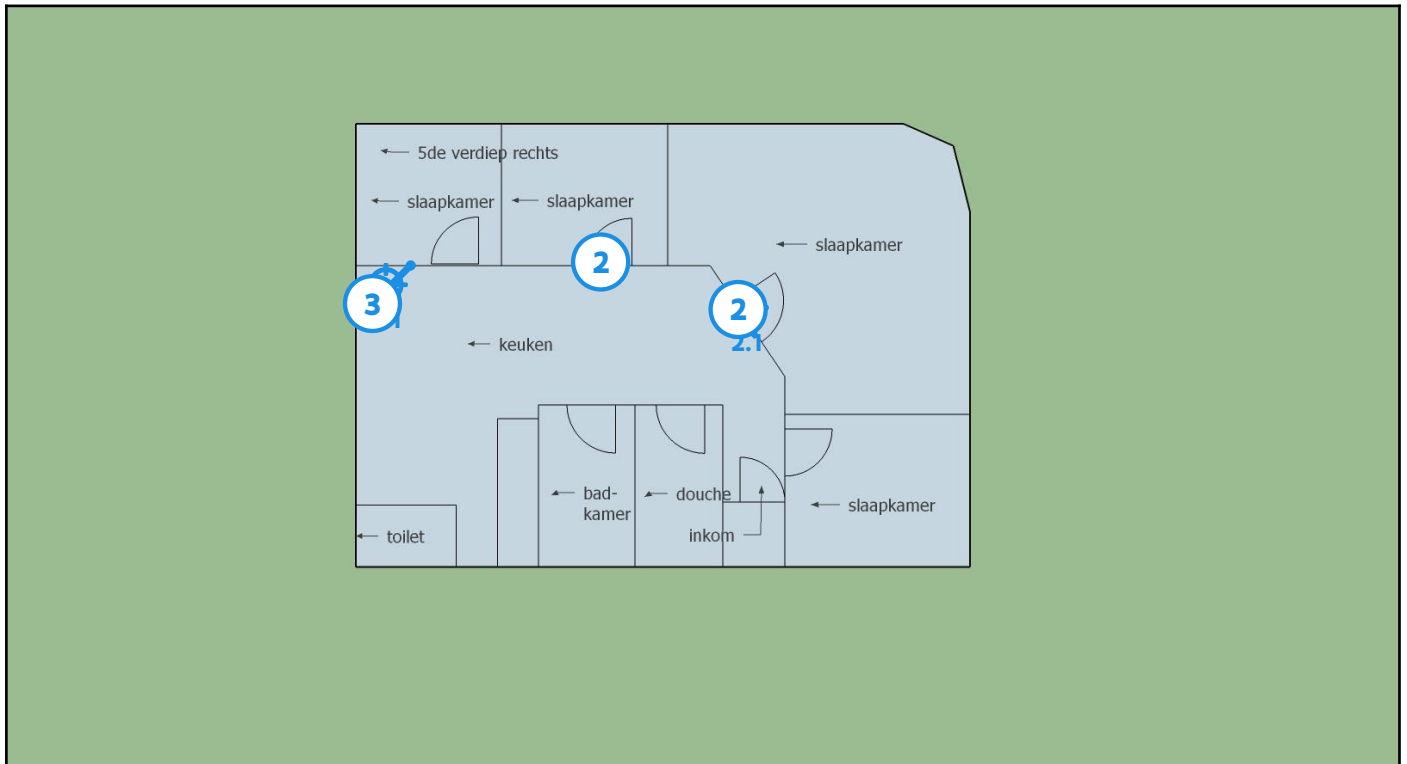 5de verdiep rechts
slaapkamer
slaapkamer
slaapkamer
2
3
2
2.1
keuken
bad-
kamer
douche
slaapkamer
inkom
toilet